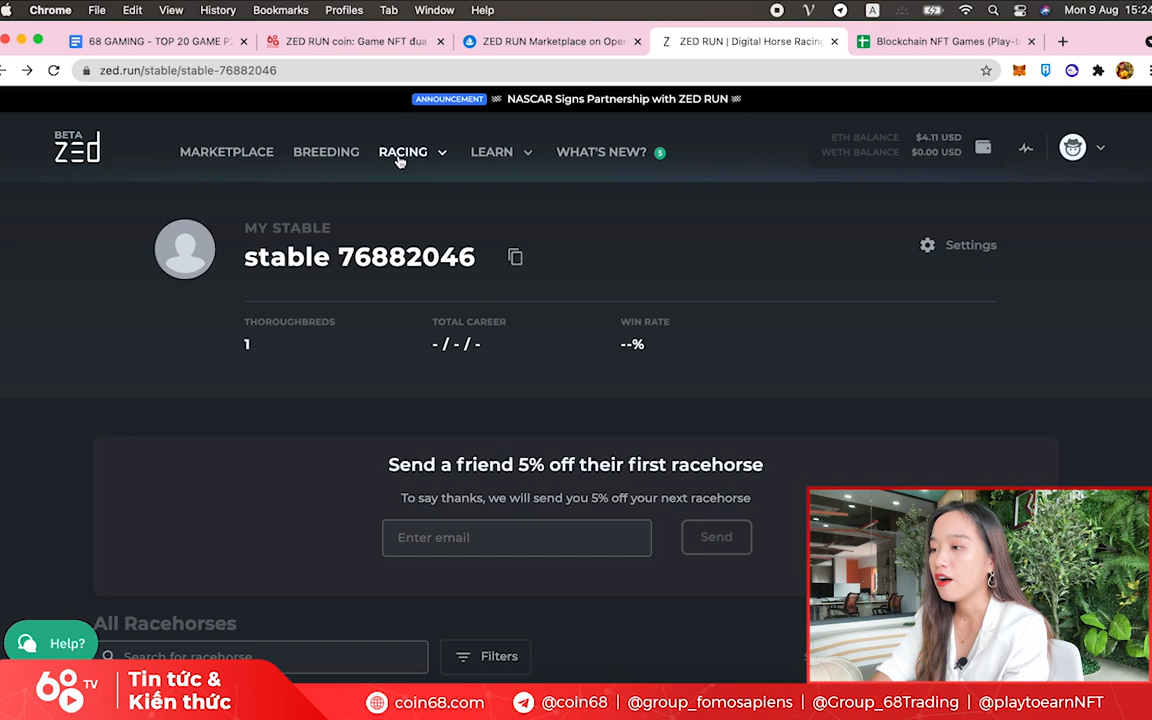 Chrome File Edit View History Bookmarks Profiles Tab Window Help
A
Mon 9 Aug 15:24
68 GAMING - TOP 20 GAME P
ZED RUN coin: Game NFT đua
ZED RUN Marketplace on Open
ZED RUN | Digital Horse Racing
Blockchain NFT Games (Play-t
zed.run/stable/stable-76882046
ANNOUNCEMENT NASCAR Signs Partnership with ZED RUN
BETA
zed
MARKETPLACE BREEDING RACING LEARN WHAT'S NEW? 5
ETH BALANCE $4.11 USD
WETH BALANCE $0.00 USD
MY STABLE
stable 76882046
Settings
THOROUGHBREDS TOTAL CAREER WIN RATE
1 - / - / - --%
Send a friend 5% off their first racehorse
To say thanks, we will send you 5% off your next racehorse
Enter email Send
All Racehorses
Search for racehorse Filters
Help?
68 TV
Tin tức &
Kiến thức
coin68.com @coin68 | @group_fomosapiens | @Group_68Trading | @playtoearnNFT